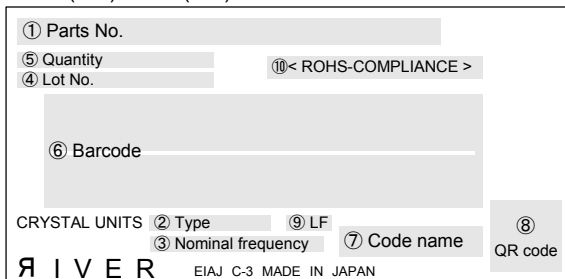 ① Parts No.
⑤ Quantity
⑩< ROHS-COMPLIANCE >
④ Lot No.
⑥ Barcode
CRYSTAL UNITS ② Type ⑨ LF
③ Nominal frequency ⑦ Code name
⑧
QR code
ЯIVER EIAJ C-3 MADE IN JAPAN